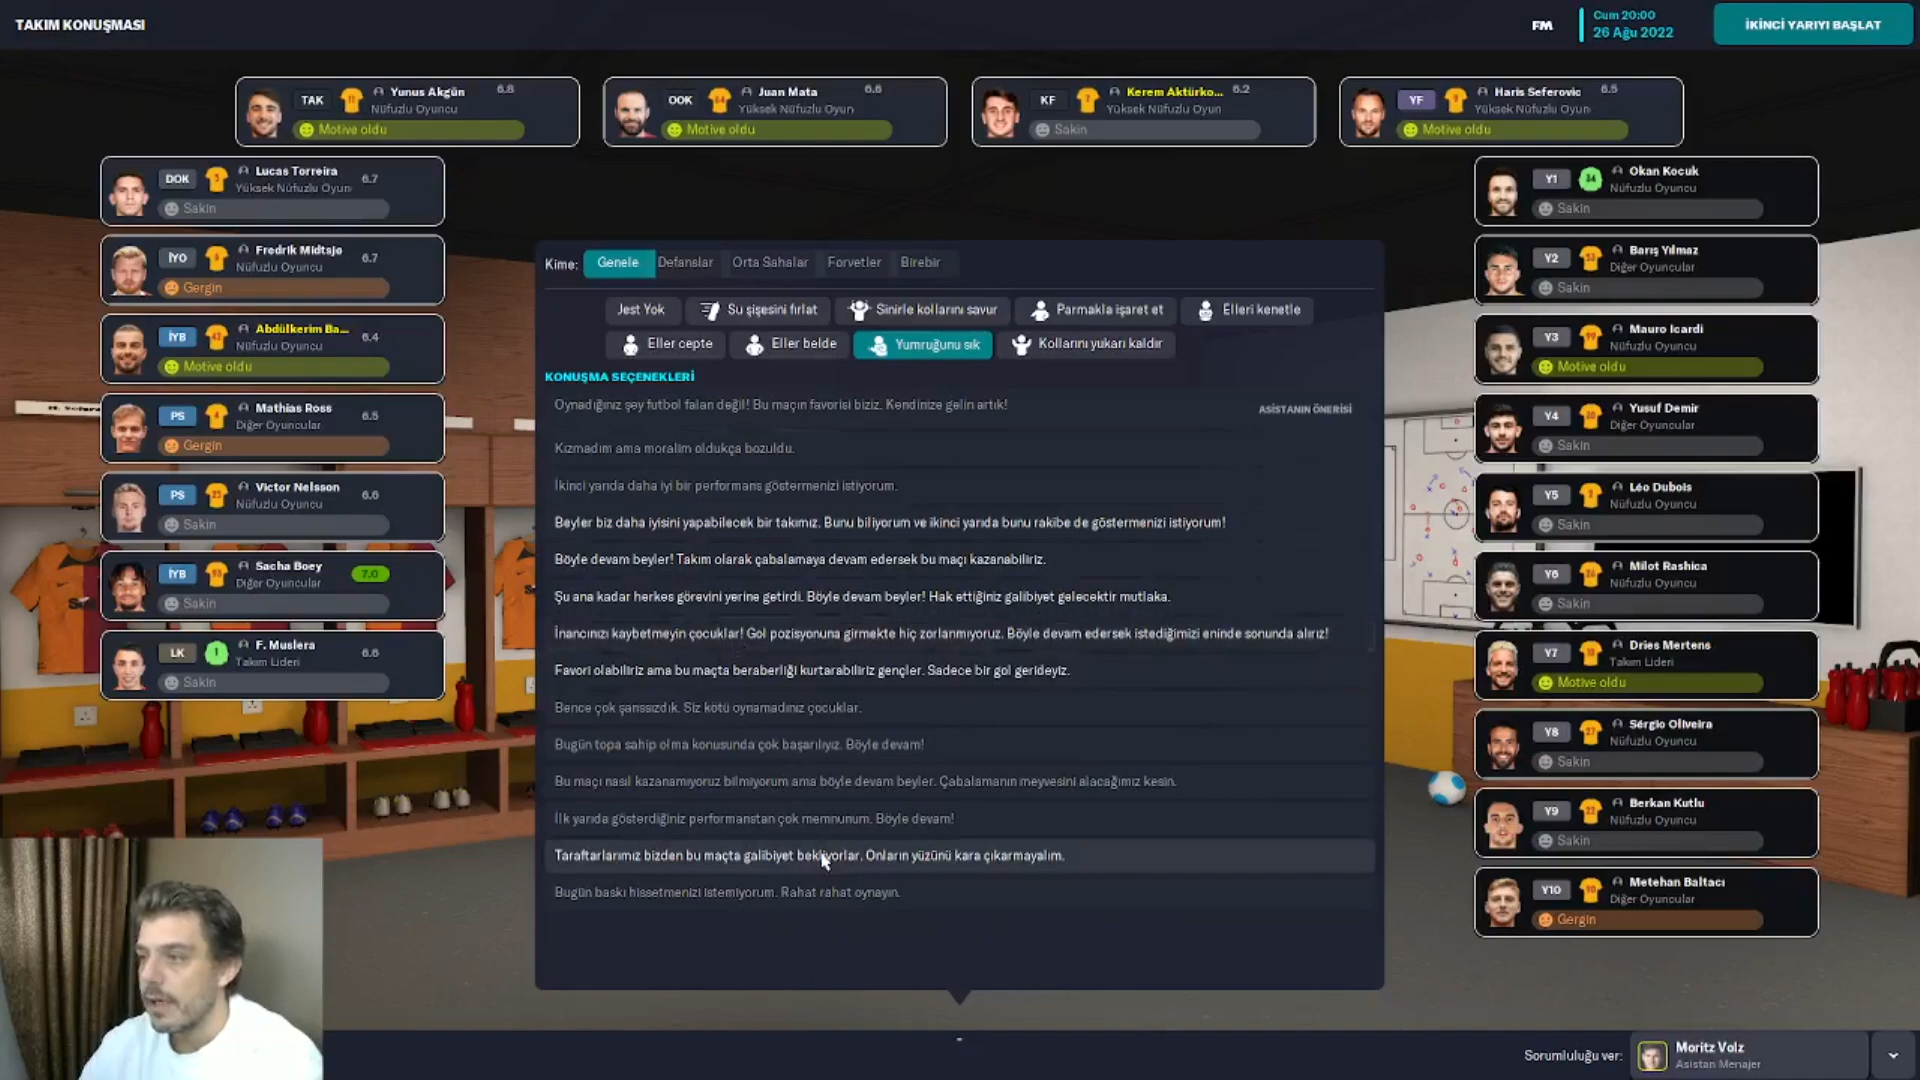 TAKIM KONUŞMASI
FM
Cum 20:00
26 Ağu 2022
İKİNCİ YARIYI BAŞLAT
TAK
Yunus Akgün
6.8
Nüfuzlu Oyuncu
Motive oldu
OOK
Juan Mata
6.6
Yüksek Nüfuzlu Oyun
Motive oldu
KF
Kerem Aktürko...
6.2
Yüksek Nüfuzlu Oyun
Sakin
YF
Haris Seferovic
6.5
Yüksek Nüfuzlu Oyun
Motive oldu
DOK
Lucas Torreira
6.7
Yüksek Nüfuzlu Oyun
Sakin
İYO
Fredrik Midtsjø
6.7
Nüfuzlu Oyuncu
Gergin
İYB
Abdülkerim Ba...
6.4
Nüfuzlu Oyuncu
Motive oldu
PS
Mathias Ross
6.5
Diğer Oyuncular
Gergin
PS
Victor Nelsson
6.6
Nüfuzlu Oyuncu
Sakin
İYB
Sacha Boey
7.0
Diğer Oyuncular
Sakin
LK
F. Muslera
6.6
Takım Lideri
Sakin
Kime:
Genele
Defanslar
Orta Sahalar
Forvetler
Birebir
Jest Yok
Su şişesini fırlat
Sinirle kollarını savur
Parmakla işaret et
Elleri kenetle
Eller cepte
Eller belde
Yumruğunu sık
Kollarını yukarı kaldır
KONUŞMA SEÇENEKLERİ
Oynadığınız şey futbol falan değil! Bu maçın favorisi biziz. Kendinize gelin artık!
ASİSTANIN ÖNERİSİ
Kızmadım ama moralim oldukça bozuldu.
İkinci yarıda daha iyi bir performans göstermenizi istiyorum.
Beyler biz daha iyisini yapabilecek bir takımız. Bunu biliyorum ve ikinci yarıda bunu rakibe de göstermenizi istiyorum!
Böyle devam beyler! Takım olarak çabalamaya devam edersek bu maçı kazanabiliriz.
Şu ana kadar herkes görevini yerine getirdi. Böyle devam beyler! Hak ettiğiniz galibiyet gelecektir mutlaka.
İnancınızı kaybetmeyin çocuklar! Gol pozisyonuna girmekte hiç zorlanmıyoruz. Böyle devam edersek istediğimizi eninde sonunda alırız!
Favori olabiliriz ama bu maçta beraberliği kurtarabiliriz gençler. Sadece bir gol gerideyiz.
Bence çok şanssızdık. Siz kötü oynamadınız çocuklar.
Bugün topa sahip olma konusunda çok başarılıyız. Böyle devam!
Bu maçı nasıl kazanamıyoruz bilmiyorum ama böyle devam beyler. Çabalamanın meyvesini alacağımız kesin.
İlk yarıda gösterdiğiniz performanstan çok memnunum. Böyle devam!
Taraftarlarımız bizden bu maçta galibiyet bekliyorlar. Onların yüzünü kara çıkarmayalım.
Bugün baskı hissetmenizi istemiyorum. Rahat rahat oynayın.
Y1
34
Okan Kocuk
Nüfuzlu Oyuncu
Sakin
Y2
53
Barış Yılmaz
Diğer Oyuncular
Sakin
Y3
99
Mauro Icardi
Nüfuzlu Oyuncu
Motive oldu
Y4
Yusuf Demir
Diğer Oyuncular
Sakin
Y5
Léo Dubois
Nüfuzlu Oyuncu
Sakin
Y6
Milot Rashica
Nüfuzlu Oyuncu
Sakin
Y7
Dries Mertens
Takım Lideri
Motive oldu
Y8
27
Sérgio Oliveira
Nüfuzlu Oyuncu
Sakin
Y9
22
Berkan Kutlu
Nüfuzlu Oyuncu
Sakin
Y10
Metehan Baltacı
Diğer Oyuncular
Gergin
Sorumluluğu ver:
Moritz Volz
Asistan Menajer